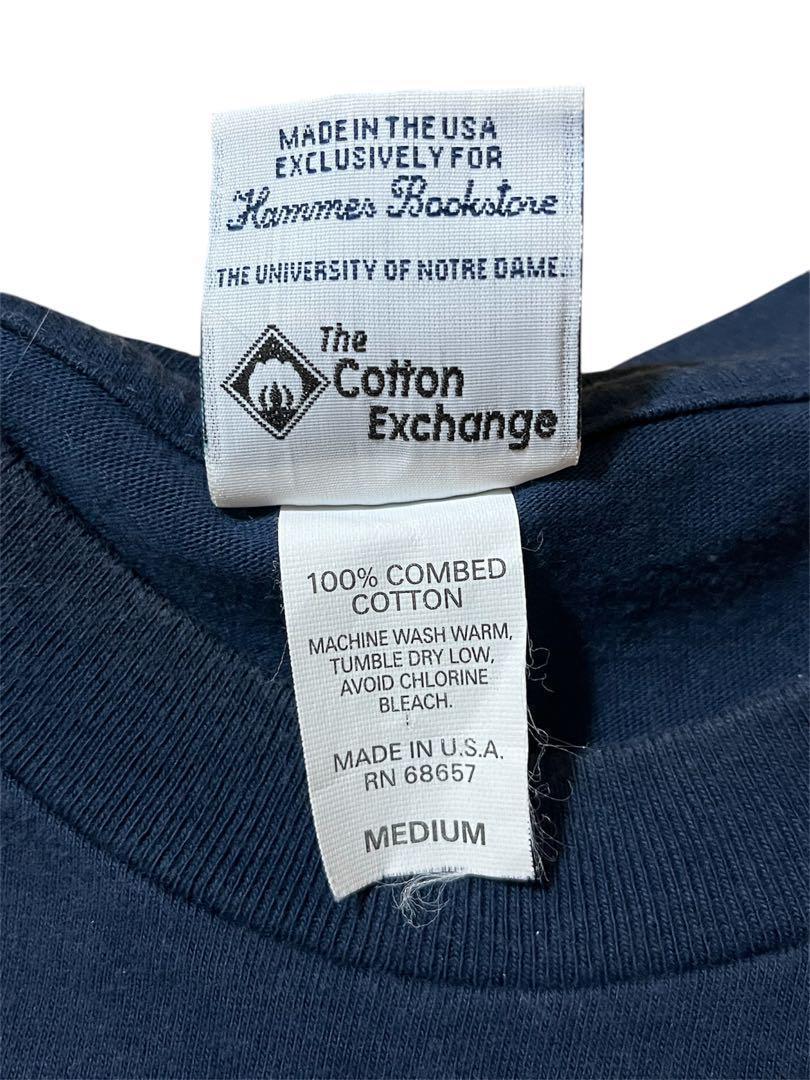 MADE IN THE USA
EXCLUSIVELY FOR
Hammes Bookstore
THE UNIVERSITY OF NOTRE DAME.
The
Cotton
Exchange
100% COMBED
COTTON
MACHINE WASH WARM,
TUMBLE DRY LOW,
AVOID CHLORINE
BLEACH.
MADE IN U.S.A.
RN 68657
MEDIUM